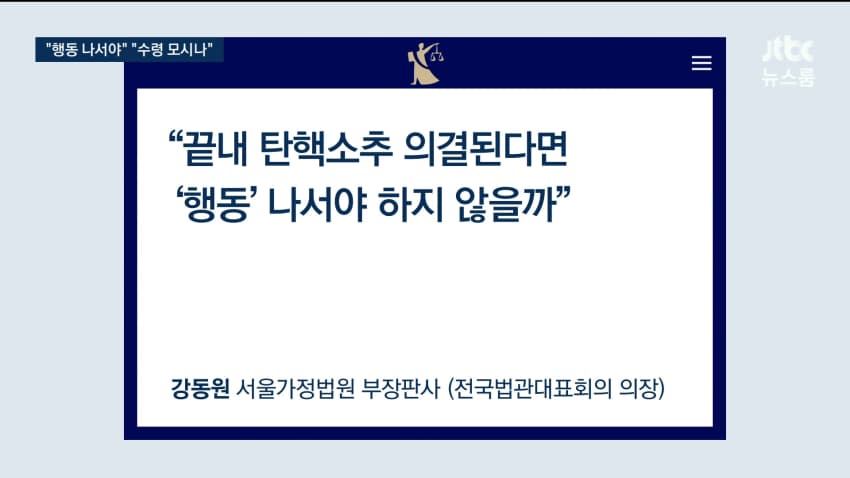 "행동 나서야" "수령 모시나"
jtbc
뉴스룸
“끝내 탄핵소추 의결된다면
‘행동’ 나서야 하지 않을까”
강동원 서울가정법원 부장판사 (전국법관대표회의 의장)